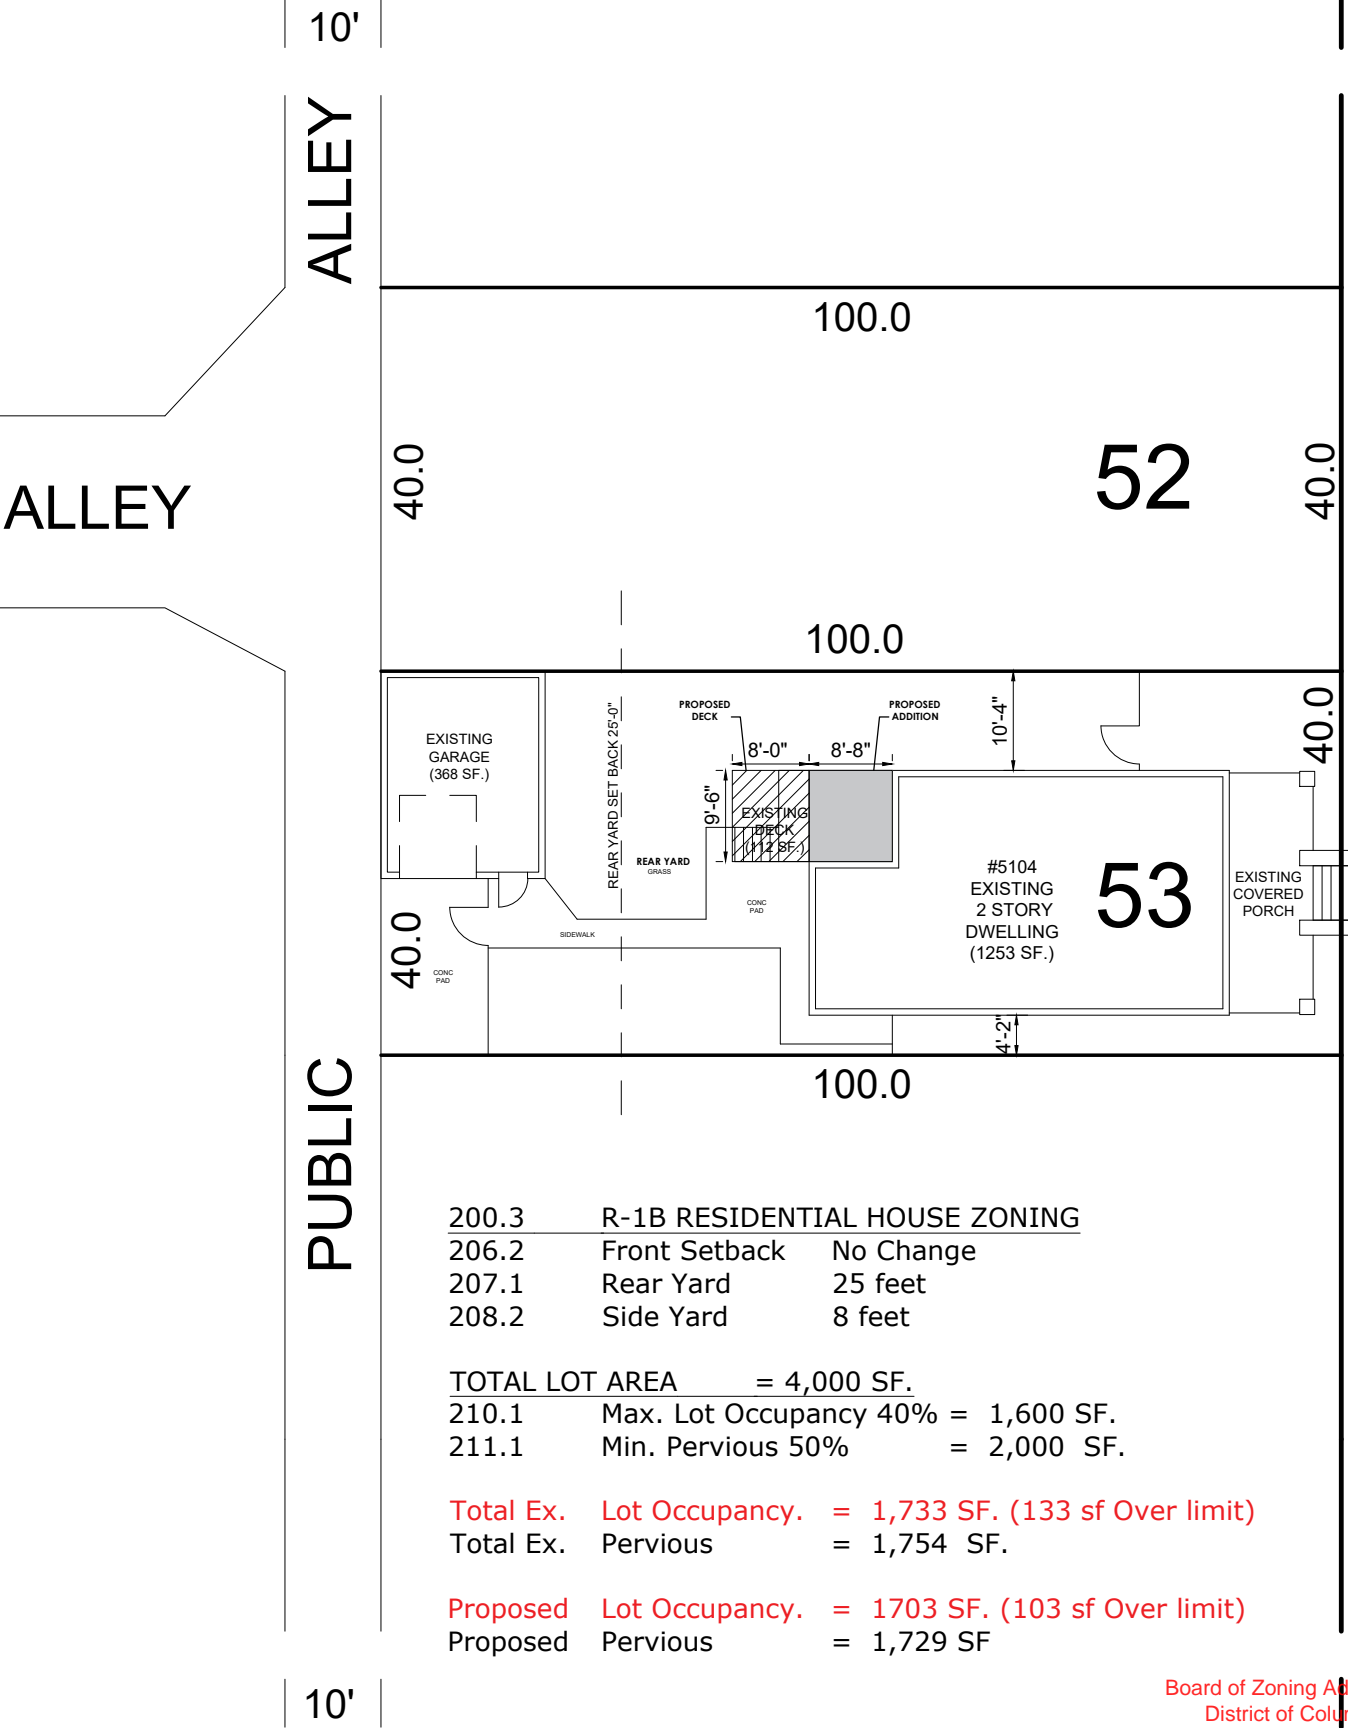 10'
ALLEY
100.0
40.0
52
40.0
ALLEY
100.0
PROPOSED
DECK
PROPOSED
ADDITION
40.0
10'-4"
EXISTING
GARAGE
(368 SF.)
REAR YARD SET BACK 25'-0"
8'-0"
8'-8"
9'-6"
EXISTING
DECK
(112 SF.)
REAR YARD
GRASS
#5104
EXISTING
2 STORY
DWELLING
(1253 SF.)
53
EXISTING
COVERED
PORCH
CONC
PAD
SIDEWALK
40.0
CONC
PAD
4'-2"
100.0
PUBLIC
200.3 R-1B RESIDENTIAL HOUSE ZONING
206.2 Front Setback No Change
207.1 Rear Yard 25 feet
208.2 Side Yard 8 feet
TOTAL LOT AREA = 4,000 SF.
210.1 Max. Lot Occupancy 40% = 1,600 SF.
211.1 Min. Pervious 50% = 2,000 SF.
Total Ex. Lot Occupancy. = 1,733 SF. (133 sf Over limit)
Total Ex. Pervious = 1,754 SF.
Proposed Lot Occupancy. = 1703 SF. (103 sf Over limit)
Proposed Pervious = 1,729 SF
10'
Board of Zoning
District of